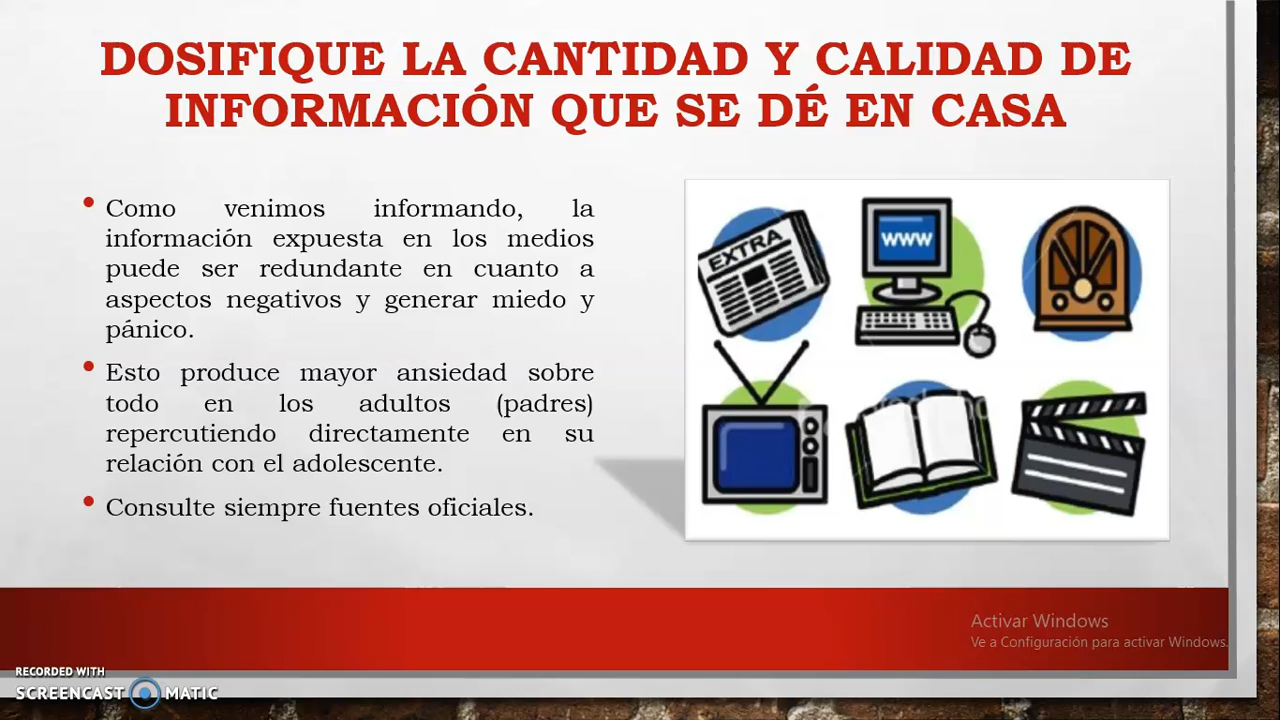 DOSIFIQUE LA CANTIDAD Y CALIDAD DE
INFORMACIÓN QUE SE DÉ EN CASA
• Como venimos informando, la
información expuesta en los medios
puede ser redundante en cuanto a
aspectos negativos y generar miedo y
pánico.
• Esto produce mayor ansiedad sobre
todo en los adultos (padres)
repercutiendo directamente en su
relación con el adolescente.
• Consulte siempre fuentes oficiales.
EXTRA
WWW
Activar Windows
Ve a Configuración para activar Windows.
RECORDED WITH
SCREENCAST MATIC